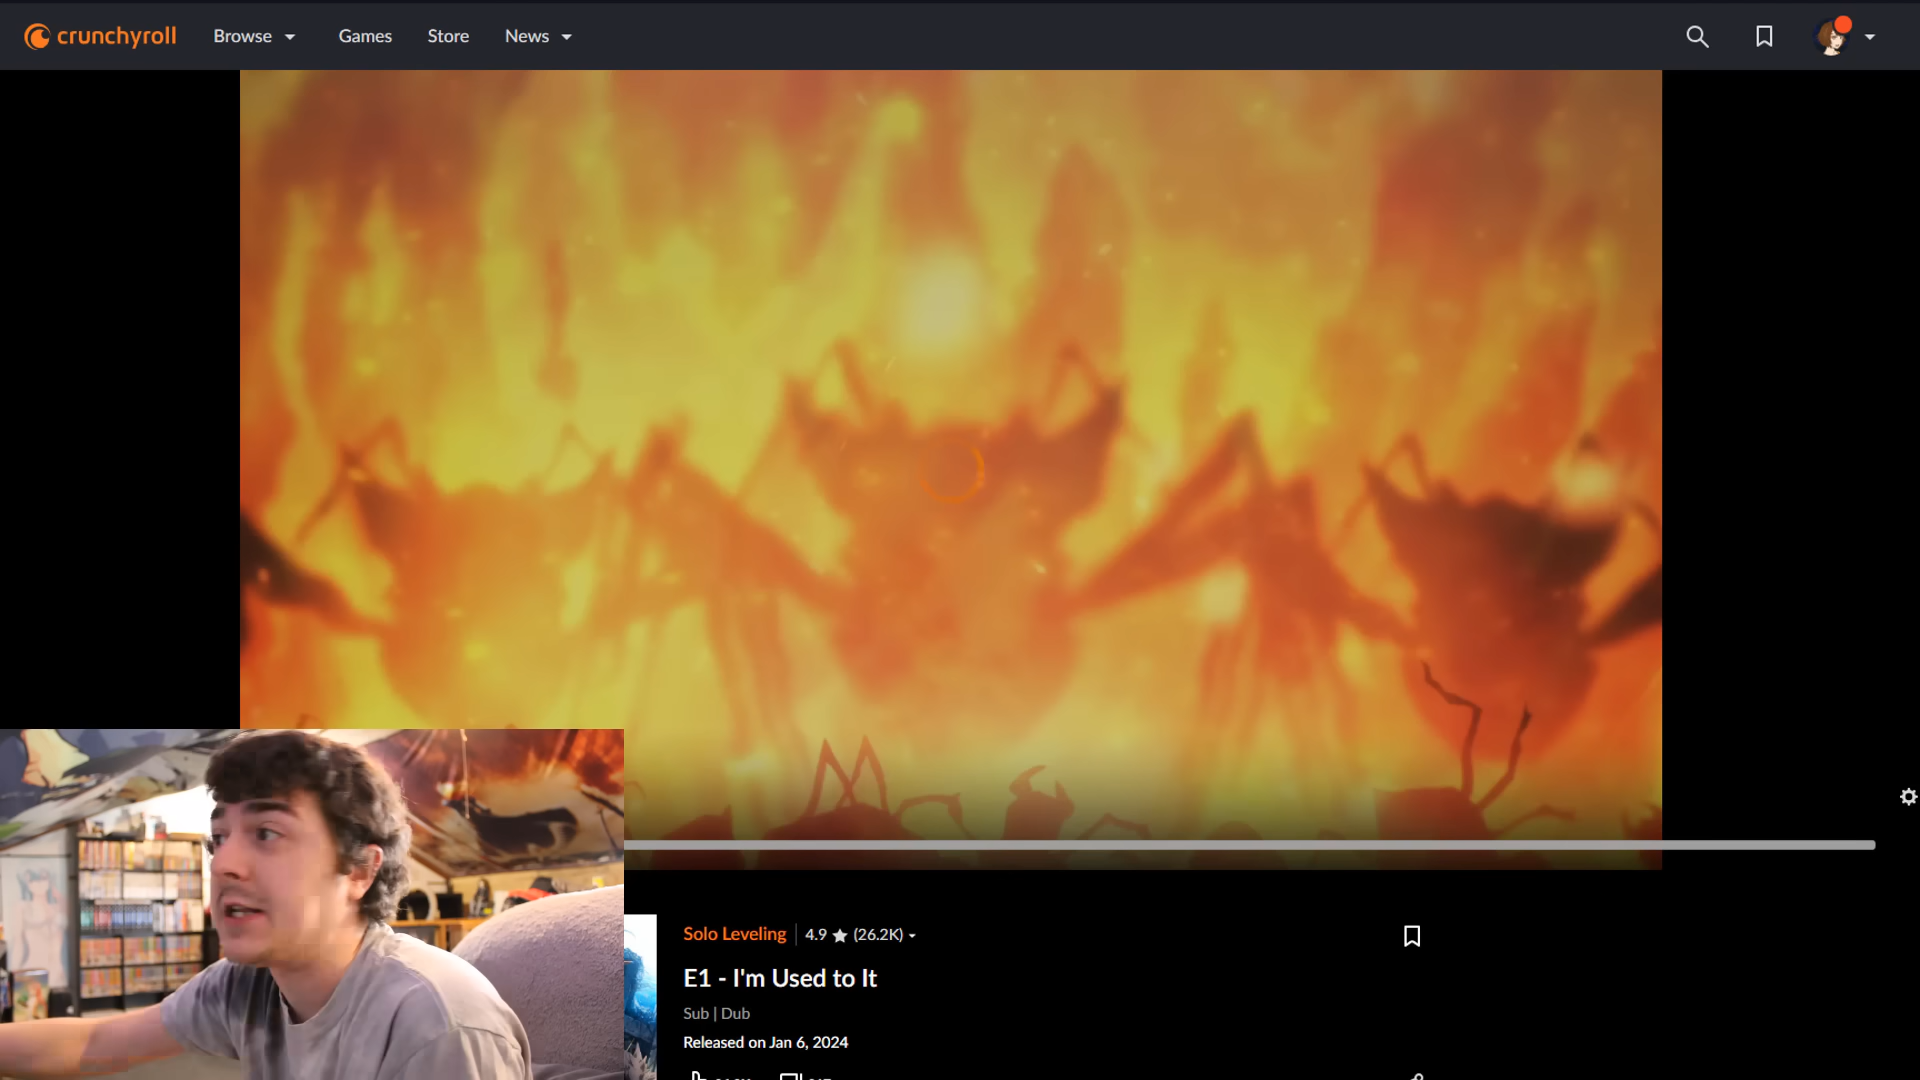 crunchyroll Browse Games Store News
Solo Leveling 4.9 (26.2K)
E1 - I'm Used to It
Sub | Dub
Released on Jan 6, 2024